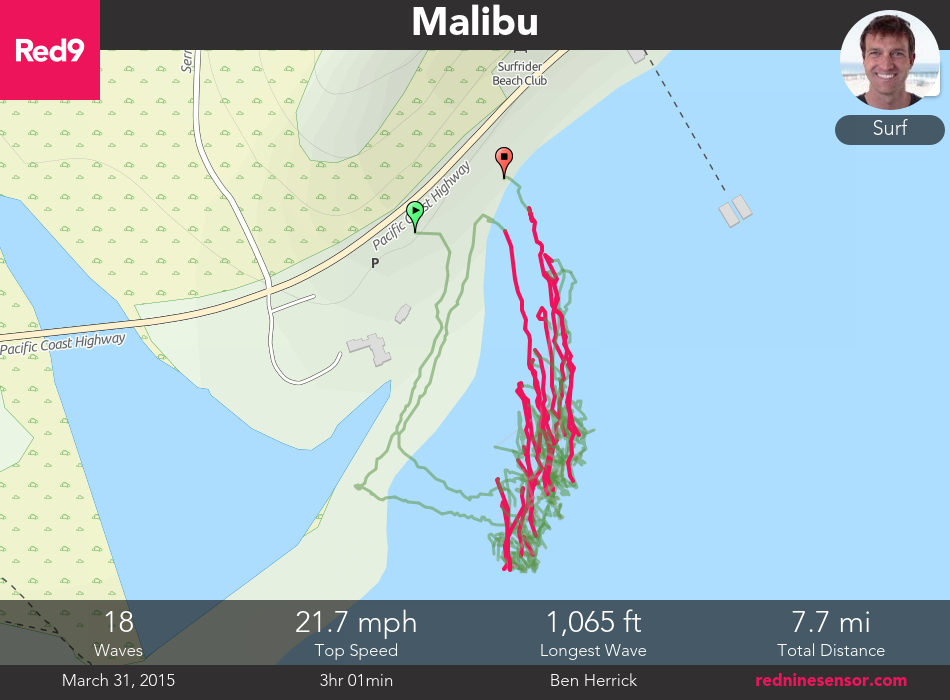 Malibu
Red9
Serr
Surfrider
Beach Club
Surf
Pacific Coast Highway
P
Pacific Coast Highway
18
Waves
21.7 mph
Top Speed
1,065 ft
Longest Wave
7.7 mi
Total Distance
March 31, 2015
3hr 01min
Ben Herrick
redninesensor.com